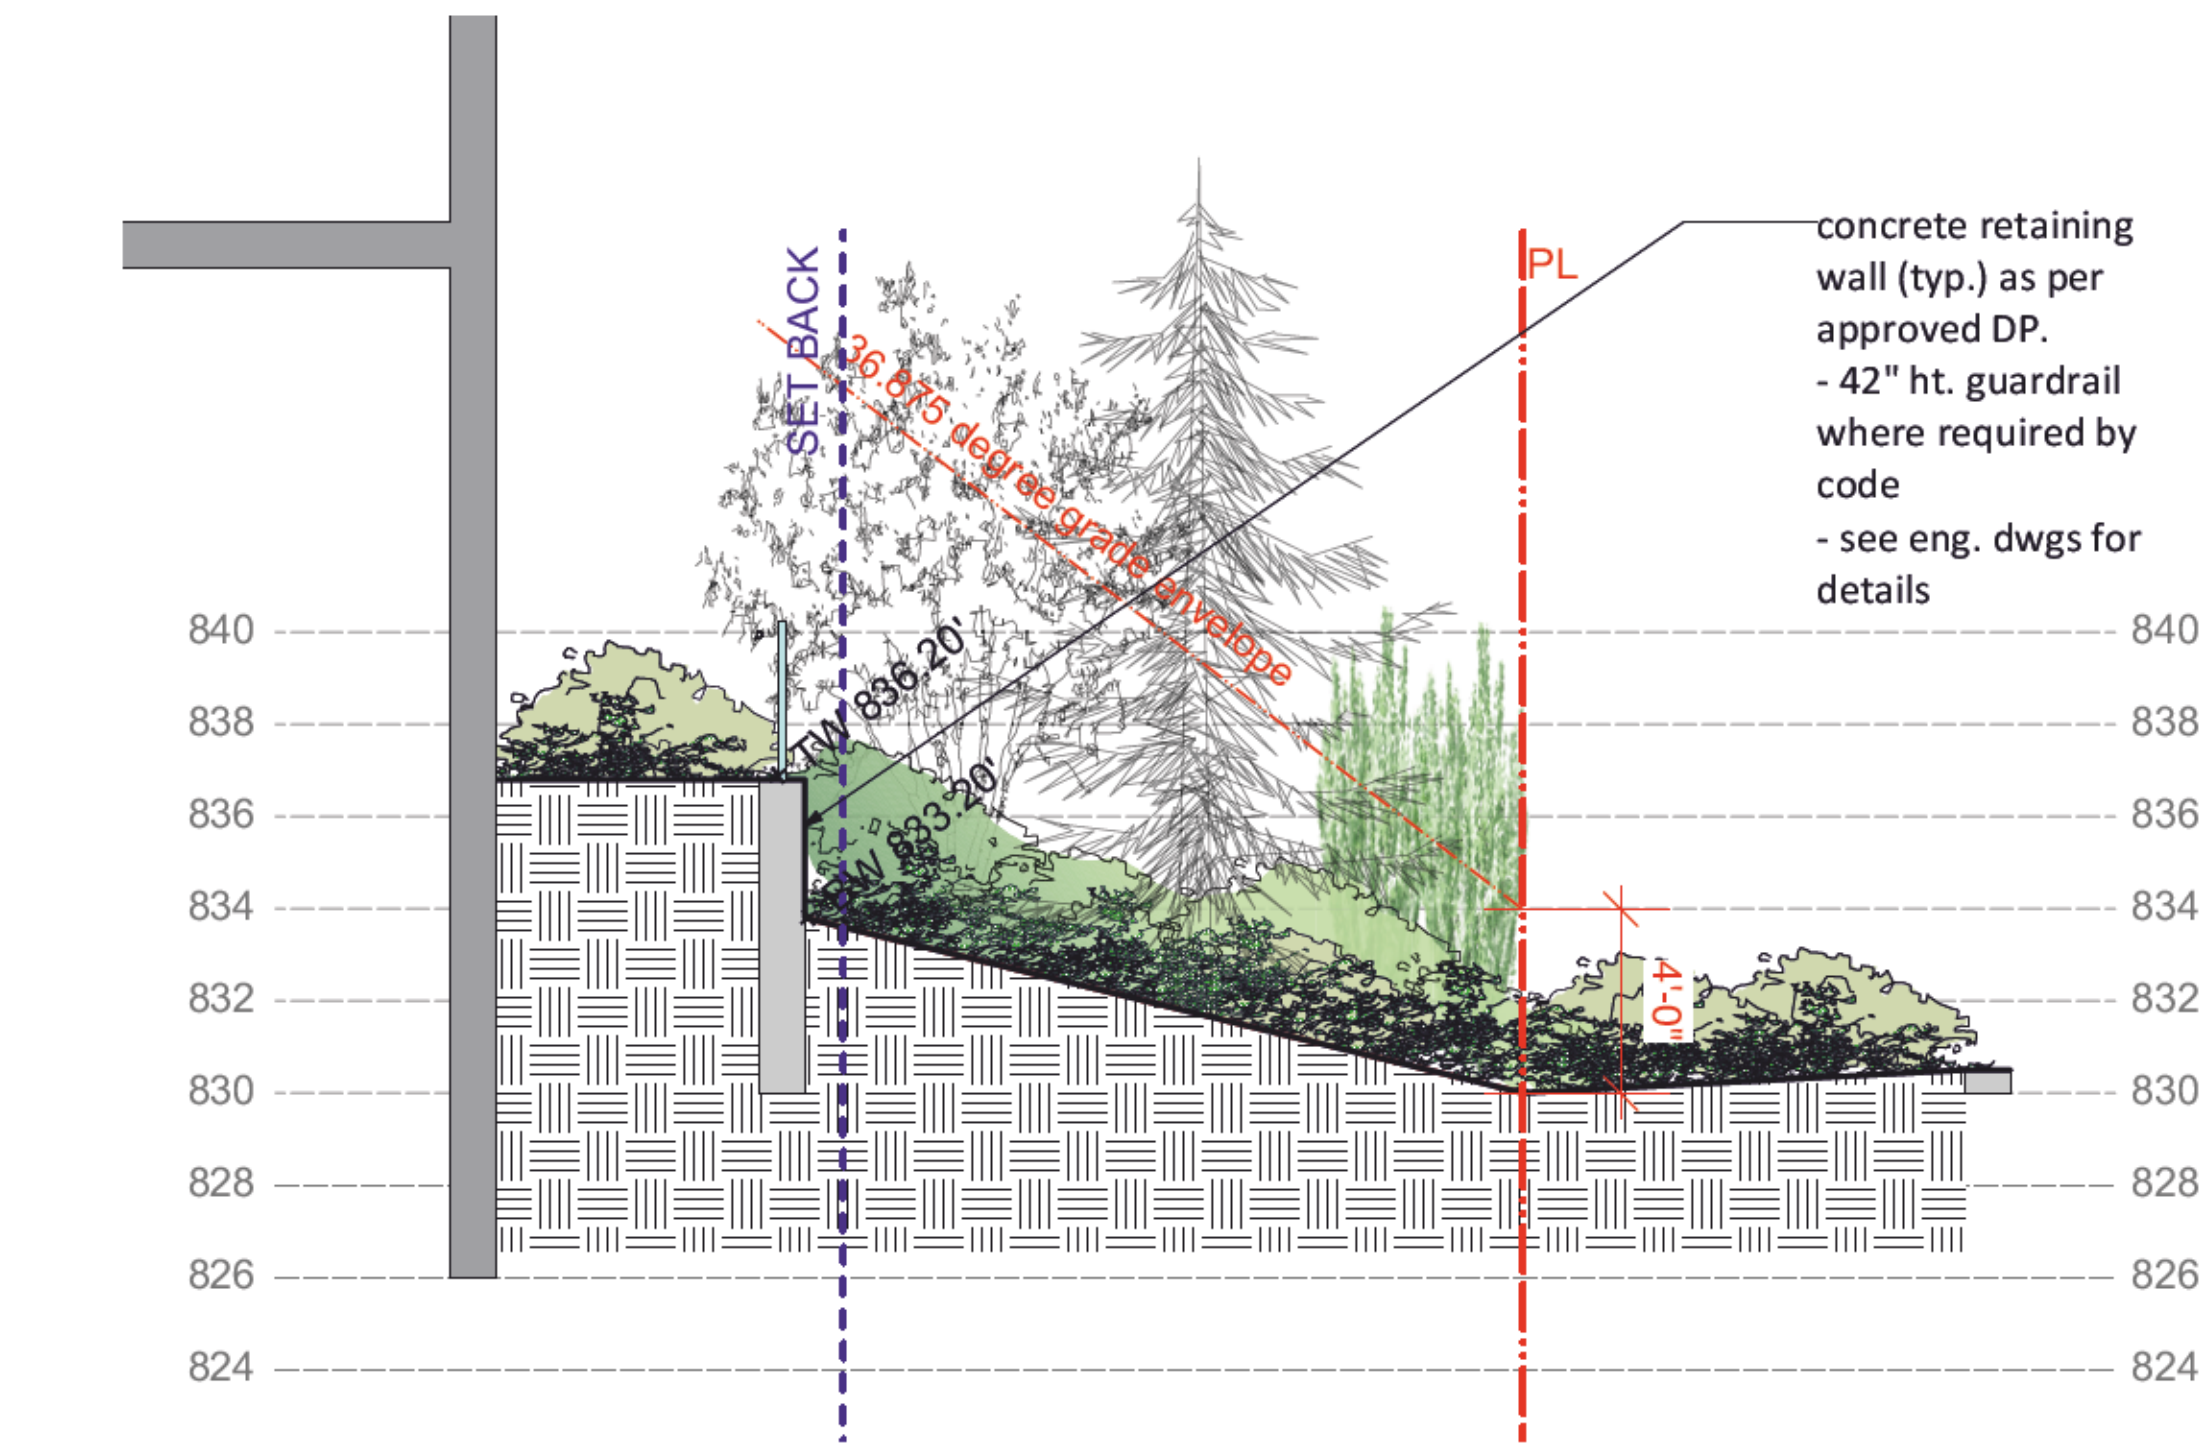 SET BACK
PL
36.875 degree grade envelope
concrete retaining
wall (typ.) as per
approved DP.
- 42" ht. guardrail
where required by
code
- see eng. dwgs for
details
840
840
TW 836.20'
838
838
BW 833.20'
836
836
834
834
4'-0"
832
832
830
830
828
828
826
826
824
824